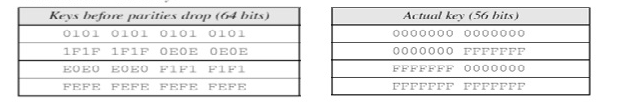 Keys before parities drop (64 bits)
0101 0101 0101 0101
1F1F 1F1F 0E0E 0E0E
E0E0 E0E0 F1F1 F1F1
FEFE FEFE FEFE FEFE
Actual key (56 bits)
0000000 0000000
0000000 FFFFFFF
FFFFFFF 0000000
FFFFFFF FFFFFFF